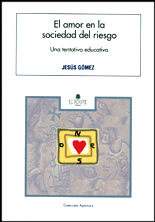 El amor en la
sociedad del riesgo
Una tentativa educativa
JESÚS GÓMEZ
EL ROURE
N
O
E
S
Colección Apertura